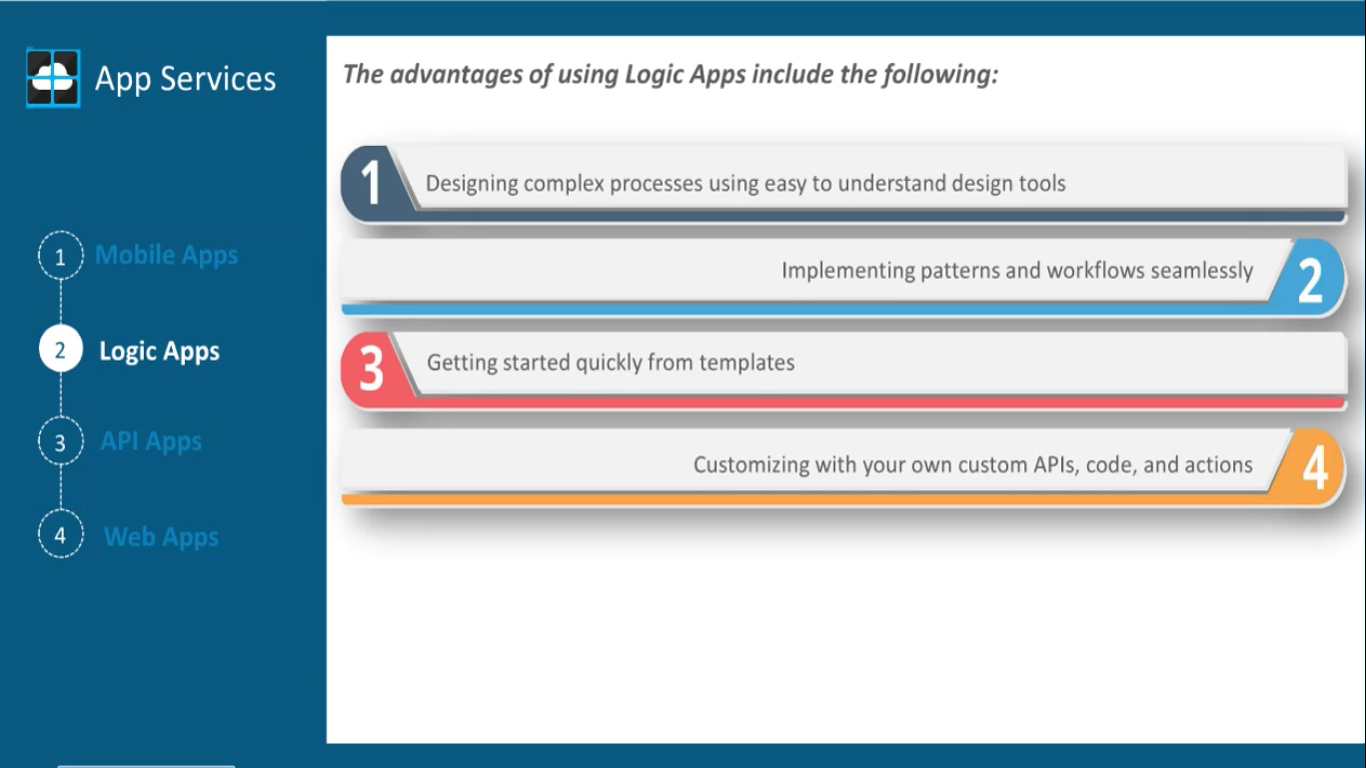 App Services
1 Mobile Apps
2 Logic Apps
3 API Apps
4 Web Apps
The advantages of using Logic Apps include the following:
1 Designing complex processes using easy to understand design tools
Implementing patterns and workflows seamlessly 2
3 Getting started quickly from templates
Customizing with your own custom APIs, code, and actions 4